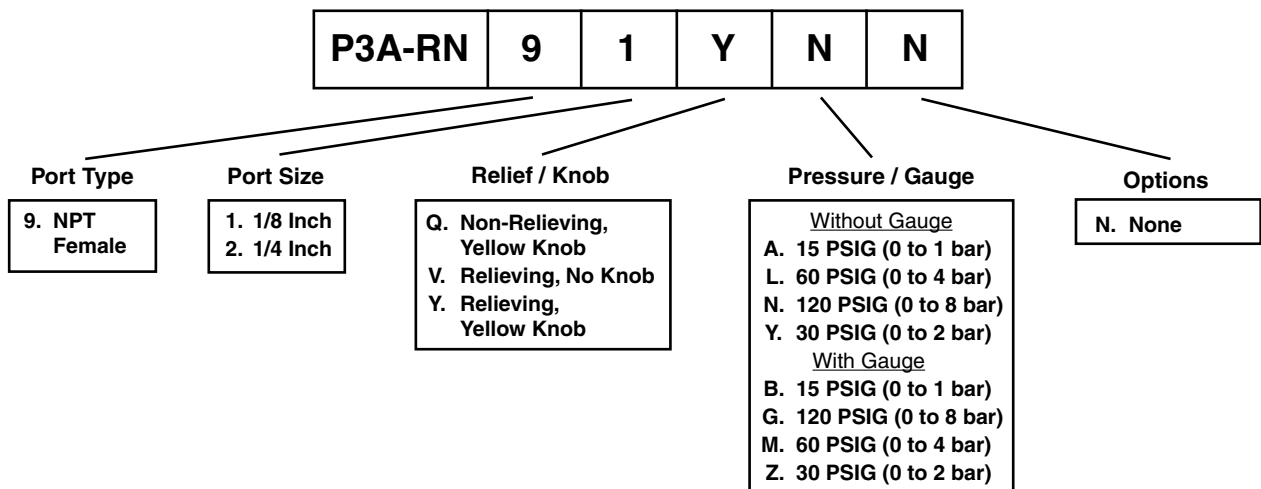 P3A-RN 9 1 Y N N
Port Type
9. NPT
Female
Port Size
1. 1/8 Inch
2. 1/4 Inch
Relief / Knob
Q. Non-Relieving,
Yellow Knob
V. Relieving, No Knob
Y. Relieving,
Yellow Knob
Pressure / Gauge
Without Gauge
A. 15 PSIG (0 to 1 bar)
L. 60 PSIG (0 to 4 bar)
N. 120 PSIG (0 to 8 bar)
Y. 30 PSIG (0 to 2 bar)
With Gauge
B. 15 PSIG (0 to 1 bar)
G. 120 PSIG (0 to 8 bar)
M. 60 PSIG (0 to 4 bar)
Z. 30 PSIG (0 to 2 bar)
Options
N. None